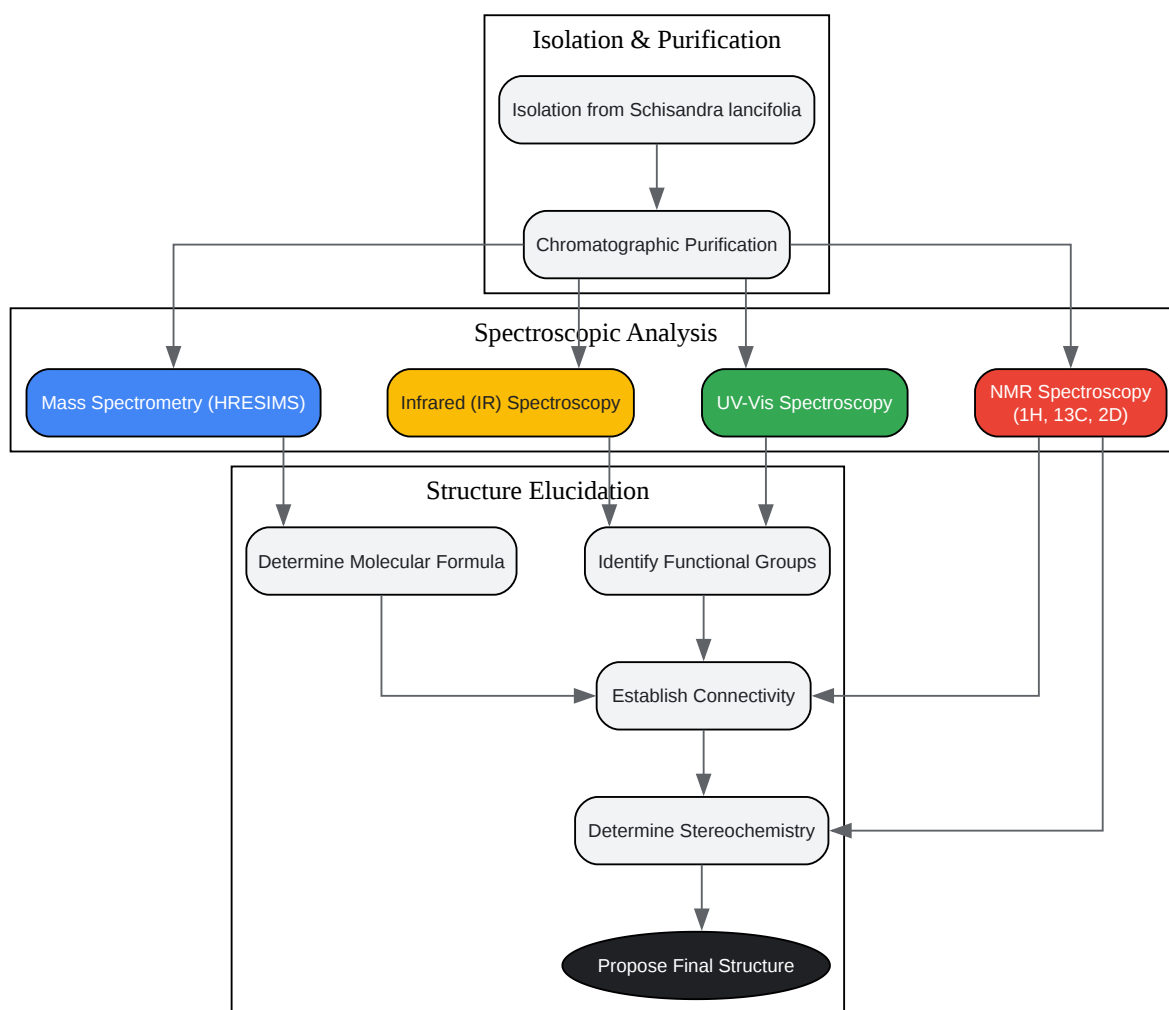 Isolation & Purification
Isolation from Schisandra lancifolia
Chromatographic Purification
Spectroscopic Analysis
Mass Spectrometry (HRESIMS)
Infrared (IR) Spectroscopy
UV-Vis Spectroscopy
NMR Spectroscopy
(1H, 13C, 2D)
Structure Elucidation
Determine Molecular Formula
Identify Functional Groups
Establish Connectivity
Determine Stereochemistry
Propose Final Structure